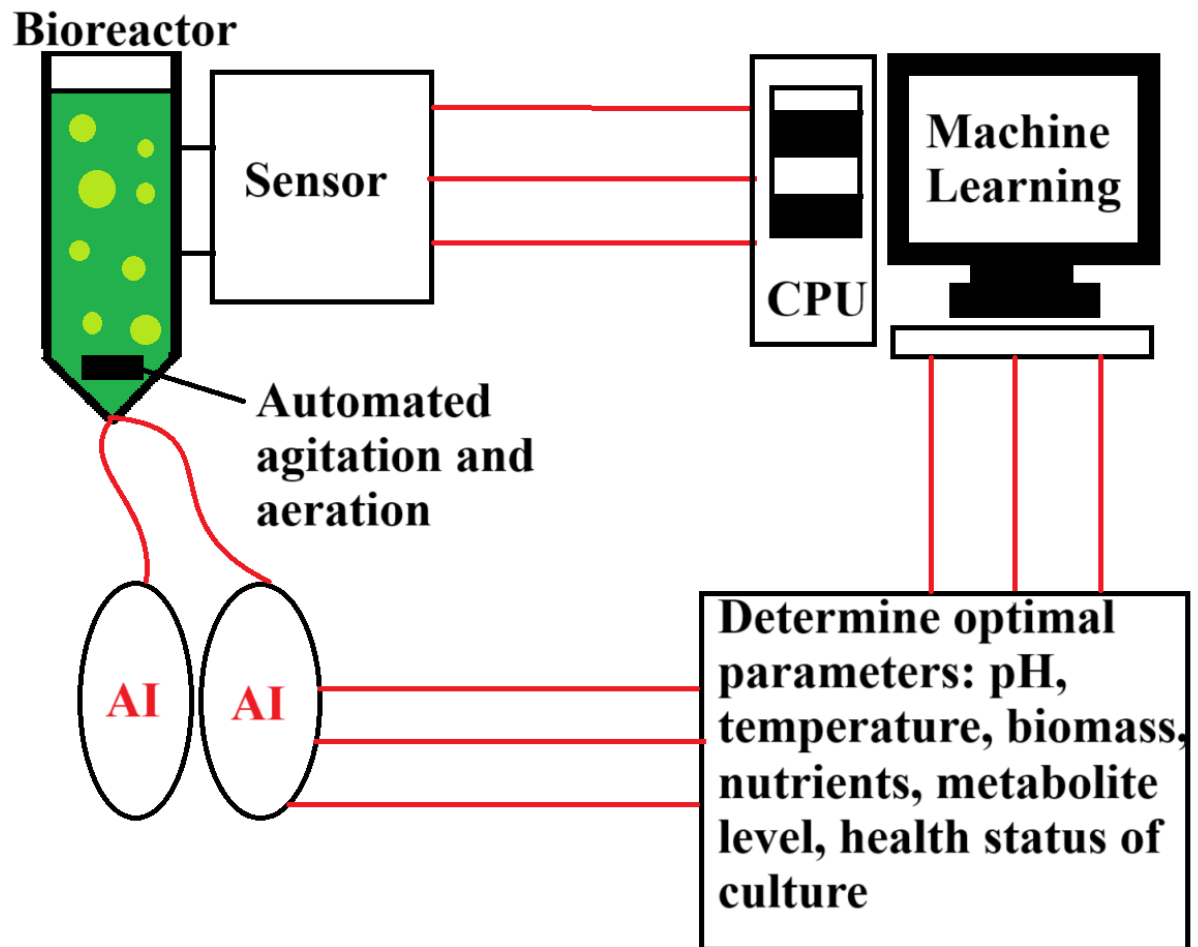 Bioreactor
Sensor
CPU
Machine
Learning
Automated
agitation and
aeration
AI
AI
Determine optimal
parameters: pH,
temperature, biomass,
nutrients, metabolite
level, health status of
culture